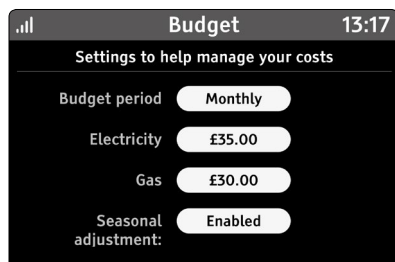 Budget 13:17
Settings to help manage your costs
Budget period Monthly
Electricity £35.00
Gas £30.00
Seasonal Enabled
adjustment: